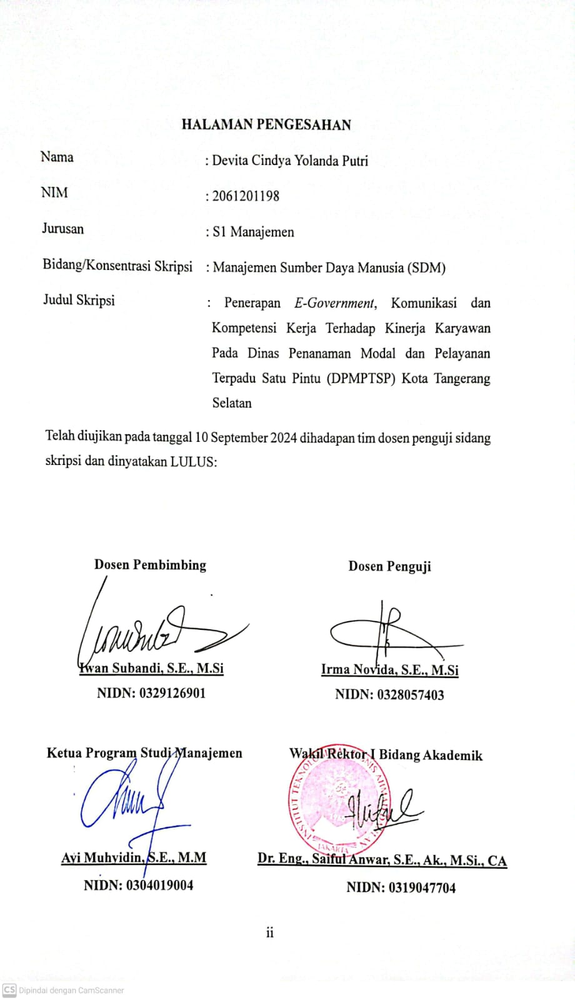 HALAMAN PENGESAHAN
Nama : Devita Cindya Yolanda Putri
NIM : 2061201198
Jurusan : S1 Manajemen
Bidang/Konsentrasi Skripsi : Manajemen Sumber Daya Manusia (SDM)
Judul Skripsi : Penerapan E-Government, Komunikasi dan
Kompetensi Kerja Terhadap Kinerja Karyawan
Pada Dinas Penanaman Modal dan Pelayanan
Terpadu Satu Pintu (DPMPTSP) Kota Tangerang
Selatan
Telah diujikan pada tanggal 10 September 2024 dihadapan tim dosen penguji sidang
skripsi dan dinyatakan LULUS:
Dosen Pembimbing
Iwan Subandi, S.E., M.Si
NIDN: 0329126901
Dosen Penguji
Irma Novida, S.E., M.Si
NIDN: 0328057403
Ketua Program Studi Manajemen
Ayi Muhyidin, S.E., M.M
NIDN: 0304019004
Wakil Rektor I Bidang Akademik
INSTITUT TEKNOLOGI
JAKARTA
Dr. Eng., Saiful Anwar, S.E., Ak., M.Si., CA
NIDN: 0319047704
ii
CS Dipindai dengan CamScanner